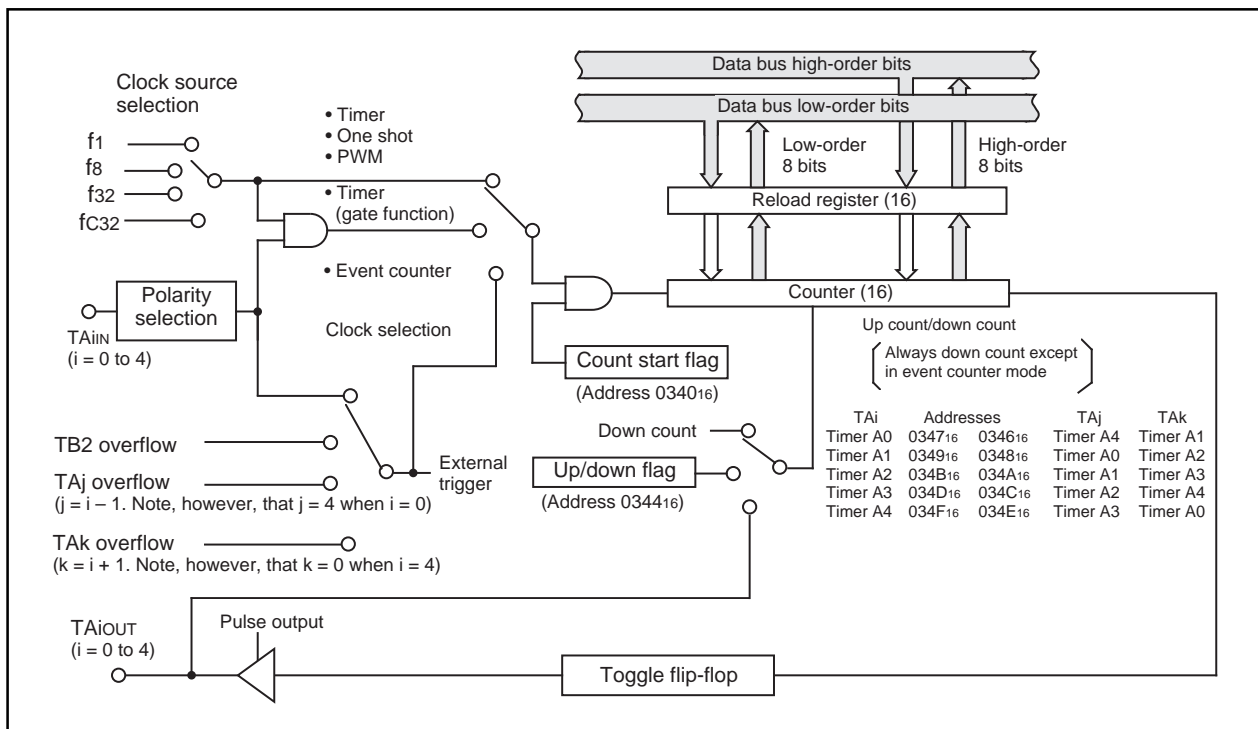 Clock source
selection
f1
f8
f32
fC32
• Timer
• One shot
• PWM
• Timer
(gate function)
• Event counter
Clock selection
Polarity
selection
TAiIN
(i = 0 to 4)
TB2 overflow
TAj overflow
(j = i – 1. Note, however, that j = 4 when i = 0)
TAk overflow
(k = i + 1. Note, however, that k = 0 when i = 4)
External
trigger
Data bus high-order bits
Data bus low-order bits
Low-order
8 bits
High-order
8 bits
Reload register (16)
Counter (16)
Count start flag
(Address 034016)
Up count/down count
Always down count except
in event counter mode
Down count
Up/down flag
(Address 034416)
TAi Addresses TAj TAk
Timer A0 034716 034616 Timer A4 Timer A1
Timer A1 034916 034816 Timer A0 Timer A2
Timer A2 034B16 034A16 Timer A1 Timer A3
Timer A3 034D16 034C16 Timer A2 Timer A4
Timer A4 034F16 034E16 Timer A3 Timer A0
TAiOUT
(i = 0 to 4)
Pulse output
Toggle flip-flop